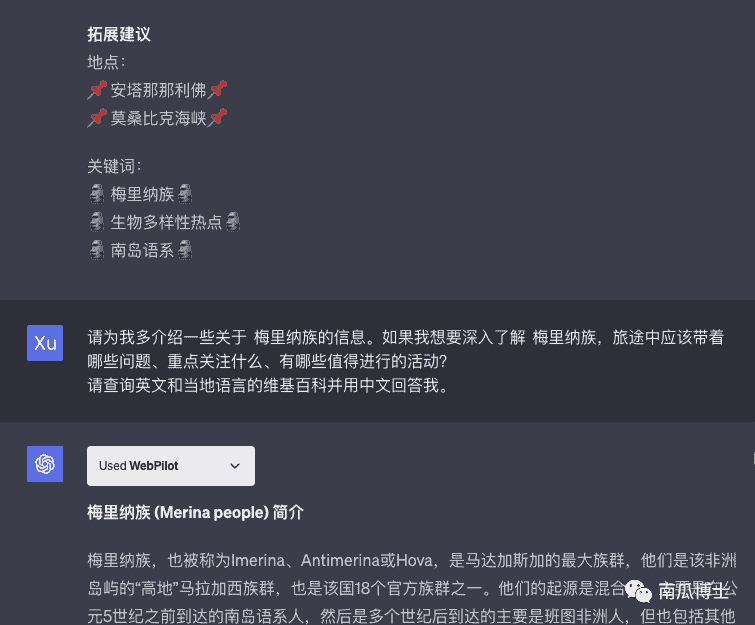 拓展建议
地点：
📌安塔那那利佛📌
📌莫桑比克海峡📌
关键词：
🗿梅里纳族🗿
🗿生物多样性热点🗿
🗿南岛语系🗿
Xu
请为我多介绍一些关于 梅里纳族的信息。如果我想要深入了解 梅里纳族，旅途中应该带着
哪些问题、重点关注什么、有哪些值得进行的活动？
请查询英文和当地语言的维基百科并用中文回答我。
Used WebPilot
梅里纳族 (Merina people) 简介
梅里纳族，也被称为Imerina、Antimerina或Hova，是马达加斯加的最大族群，他们是该非洲
岛屿的“高地”马拉加西族群，也是该国18个官方族群之一。他们的起源是混合 公
元5世纪之前到达的南岛语系人，然后是多个世纪后到达的主要是班图非洲人，但也包括其他
南瓜博士